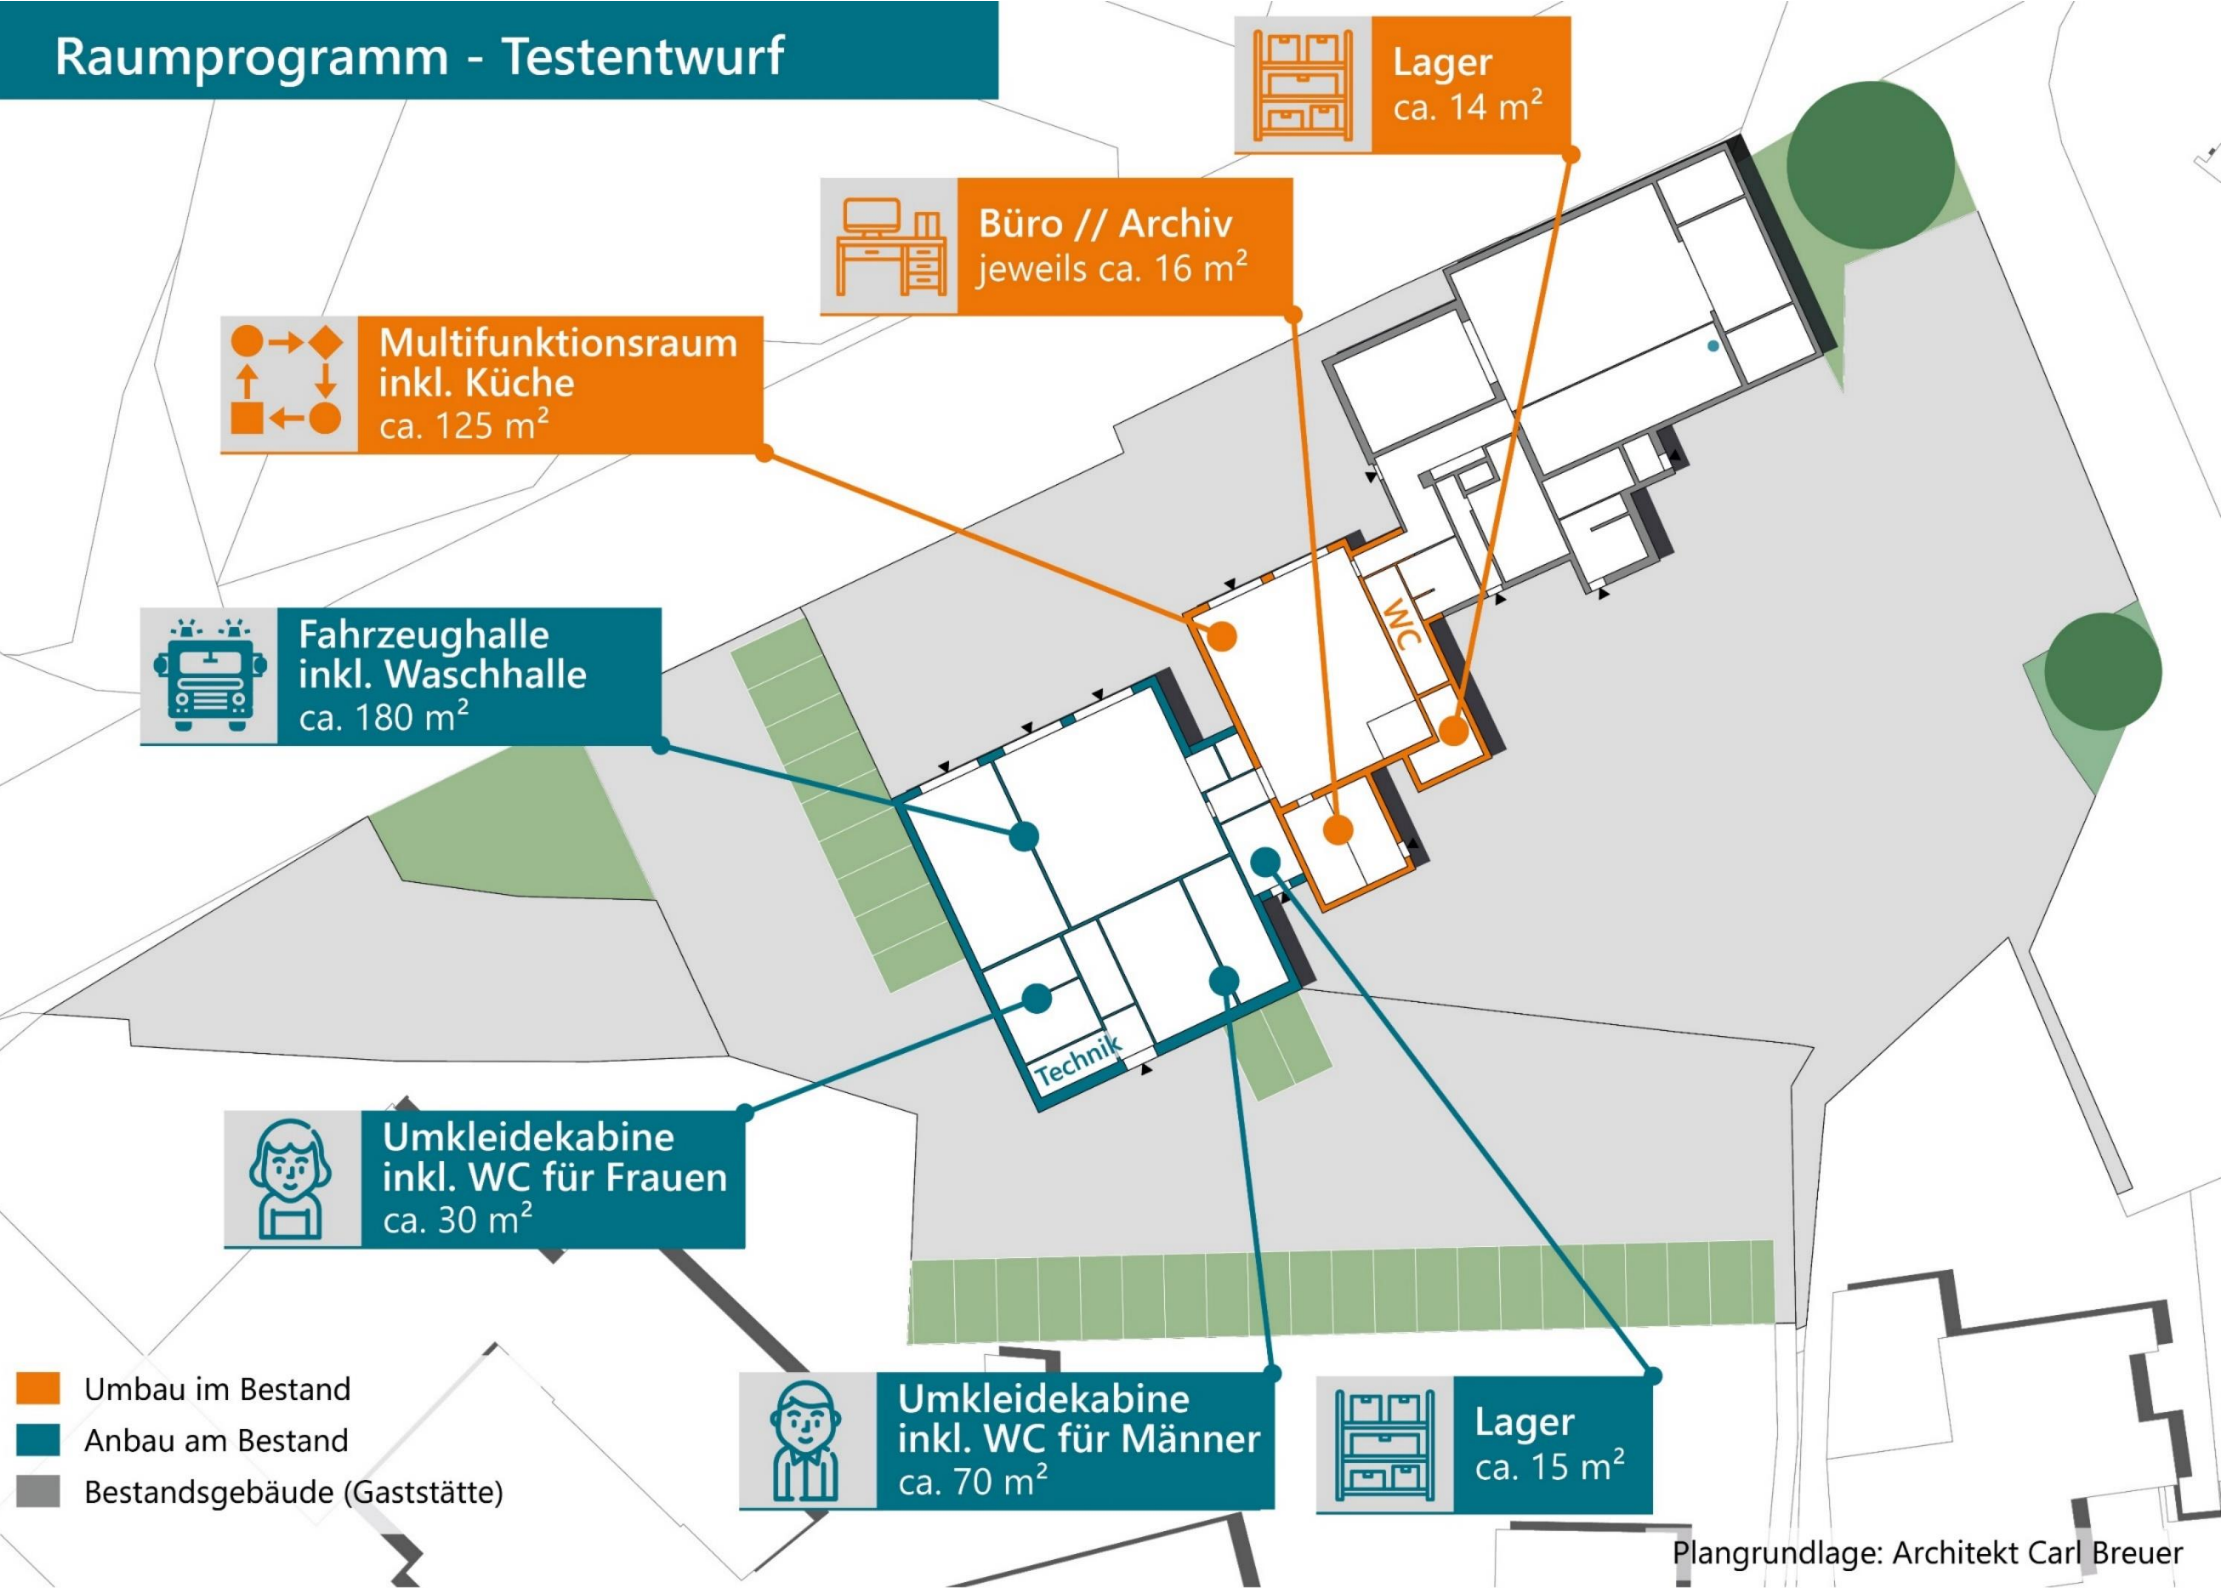 Raumprogramm - Testentwurf
Lager
ca. 14 m²
Büro // Archiv
jeweils ca. 16 m²
Multifunktionsraum
inkl. Küche
ca. 125 m²
WC
Fahrzeughalle
inkl. Waschhalle
ca. 180 m²
Technik
Umkleidekabine
inkl. WC für Frauen
ca. 30 m²
Umkleidekabine
inkl. WC für Männer
ca. 70 m²
Lager
ca. 15 m²
Umbau im Bestand
Anbau am Bestand
Bestandsgebäude (Gaststätte)
Plangrundlage: Architekt Carl Breuer